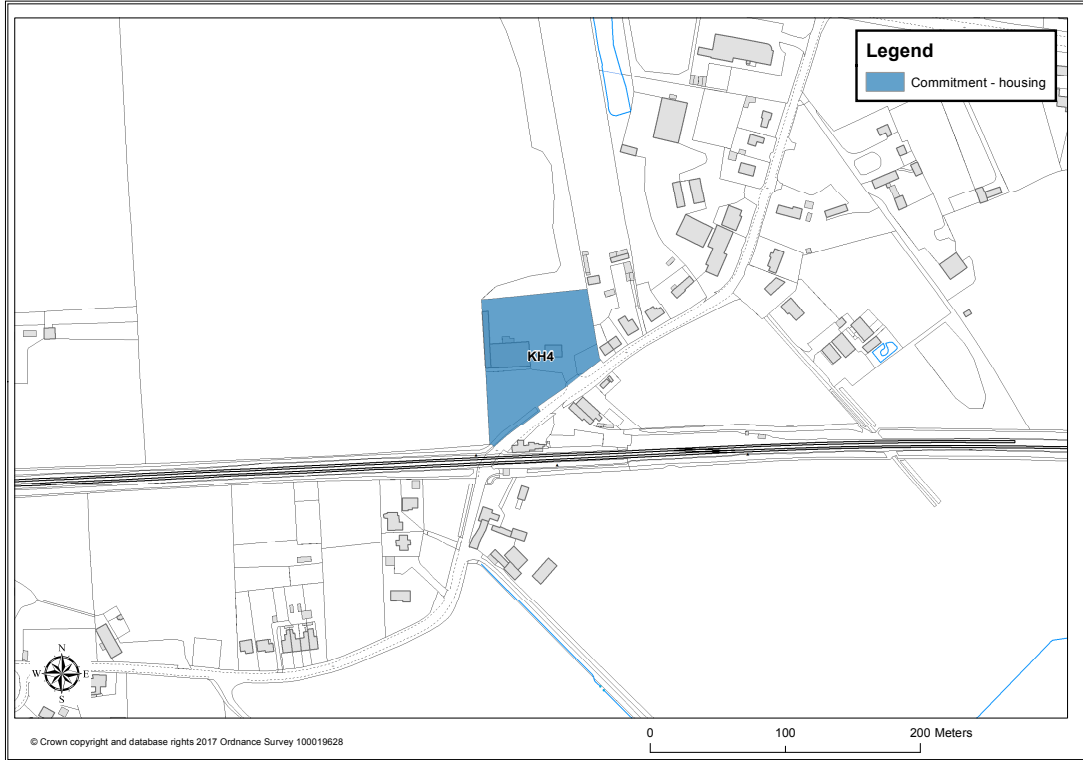 Legend
Commitment - housing
KH4
N
W E
S
© Crown copyright and database rights 2017 Ordnance Survey 100019628
0 100 200 Meters